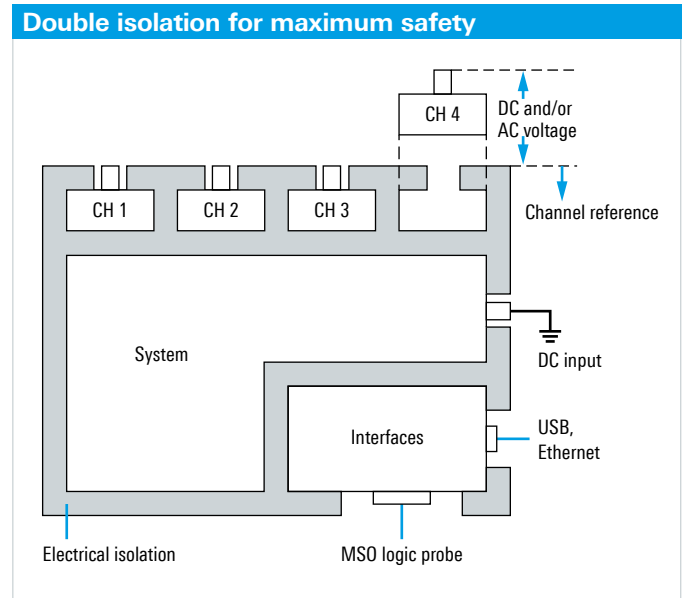 Double isolation for maximum safety
CH 4
DC and/or
AC voltage
CH 1
CH 2
CH 3
Channel reference
System
DC input
Interfaces
USB,
Ethernet
Electrical isolation
MSO logic probe